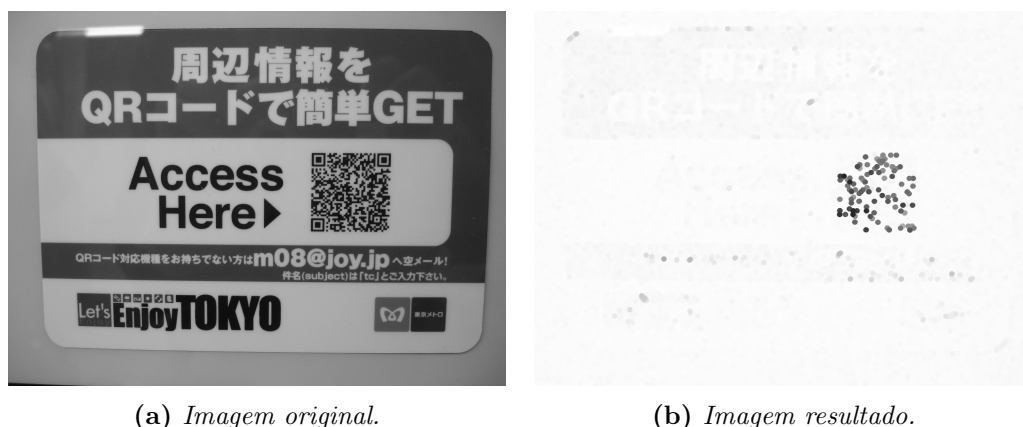 周辺情報を
QRコードで簡単GET
Access
Here▶
QRコード対応機種をお持ちでない方はm08@joy.jpへ空メール!
件名(subject)は「tc」とご入力下さい。
Let's EnjoyTOKYO
東京メトロ
(a) Imagem original.
(b) Imagem resultado.